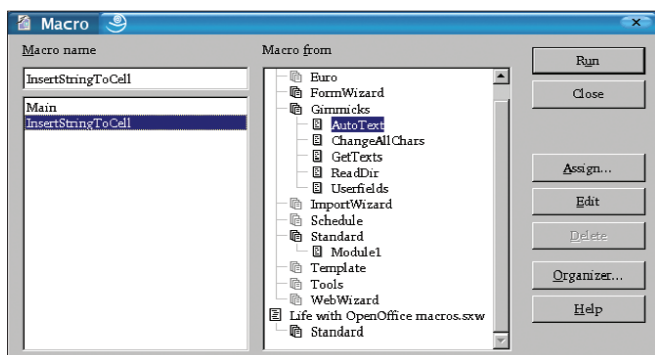 Macro
Macro name
InsertStringToCell
Main
InsertStringToCell
Macro from
Euro
FormWizard
Gimmicks
AutoText
ChangeAllChars
GetTexts
ReadDir
Userfields
ImportWizard
Schedule
Standard
Module1
Template
Tools
WebWizard
Life with OpenOffice macros.sxw
Standard
Run
Close
Assign...
Edit
Delete
Organizer...
Help